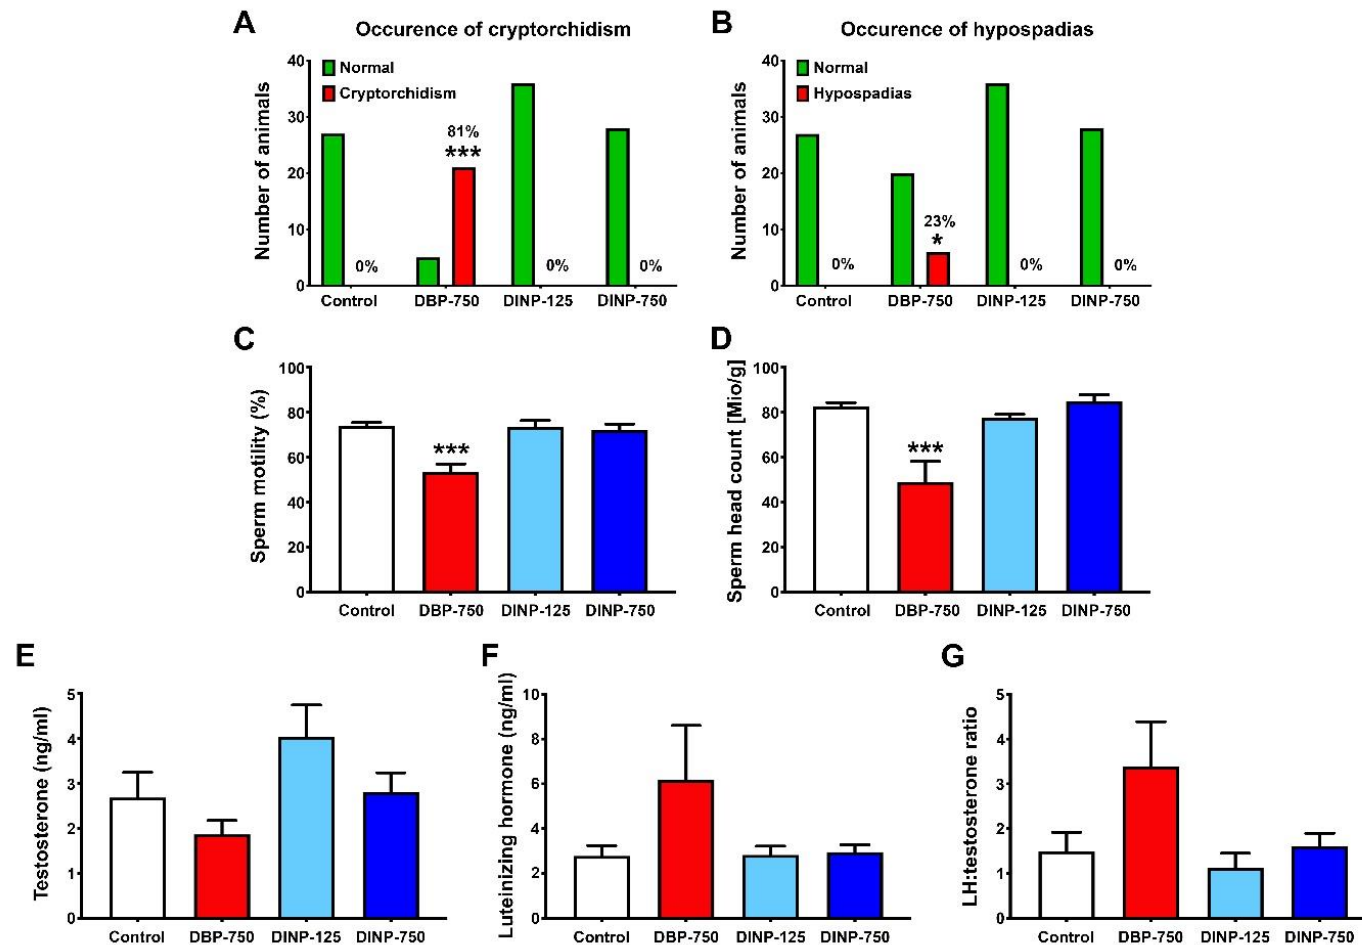 A
Occurence of cryptorchidism
Number of animals
40
30
20
10
0
Normal
Cryptorchidism
81%
***
0%
0%
0%
Control
DBP-750
DINP-125
DINP-750
B
Occurence of hypospadias
Number of animals
40
30
20
10
0
Normal
Hypospadias
23%
*
0%
0%
0%
Control
DBP-750
DINP-125
DINP-750
C
Sperm motility (%)
100
80
60
40
20
0
***
Control
DBP-750
DINP-125
DINP-750
D
Sperm head count [Mio/g]
100
80
60
40
20
0
***
Control
DBP-750
DINP-125
DINP-750
E
Testosterone (ng/ml)
5
4
3
2
1
0
Control
DBP-750
DINP-125
DINP-750
F
Luteinizing hormone (ng/ml)
10
8
6
4
2
0
Control
DBP-750
DINP-125
DINP-750
G
LH:testosterone ratio
5
4
3
2
1
0
Control
DBP-750
DINP-125
DINP-750